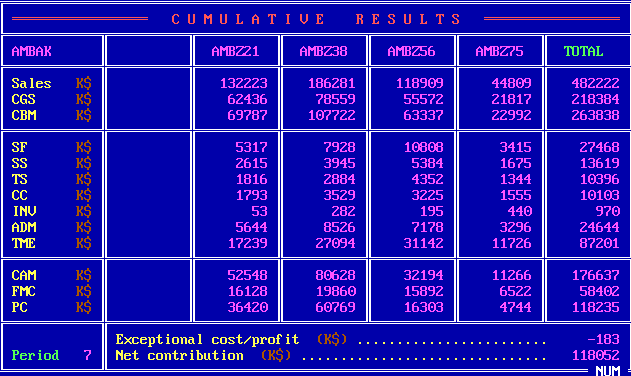 CUMULATIVE RESULTS
AMBAK AMBZ21 AMBZ38 AMBZ56 AMBZ75 TOTAL
Sales K$ 132223 186281 118909 44809 482222
CGS K$ 62436 78559 55572 21817 218384
CBM K$ 69787 107722 63337 22992 263838
SF K$ 5317 7928 10808 3415 27468
SS K$ 2615 3945 5384 1675 13619
TS K$ 1816 2884 4352 1344 10396
CC K$ 1793 3529 3225 1555 10103
INV K$ 53 282 195 440 970
ADM K$ 5644 8526 7178 3296 24644
TME K$ 17239 27094 31142 11726 87201
CAM K$ 52548 80628 32194 11266 176637
FMC K$ 16128 19860 15892 6522 58402
PC K$ 36420 60769 16303 4744 118235
Exceptional cost/profit (K$) ........................ -183
Period 7 Net contribution (K$) ............................... 118052
NUM